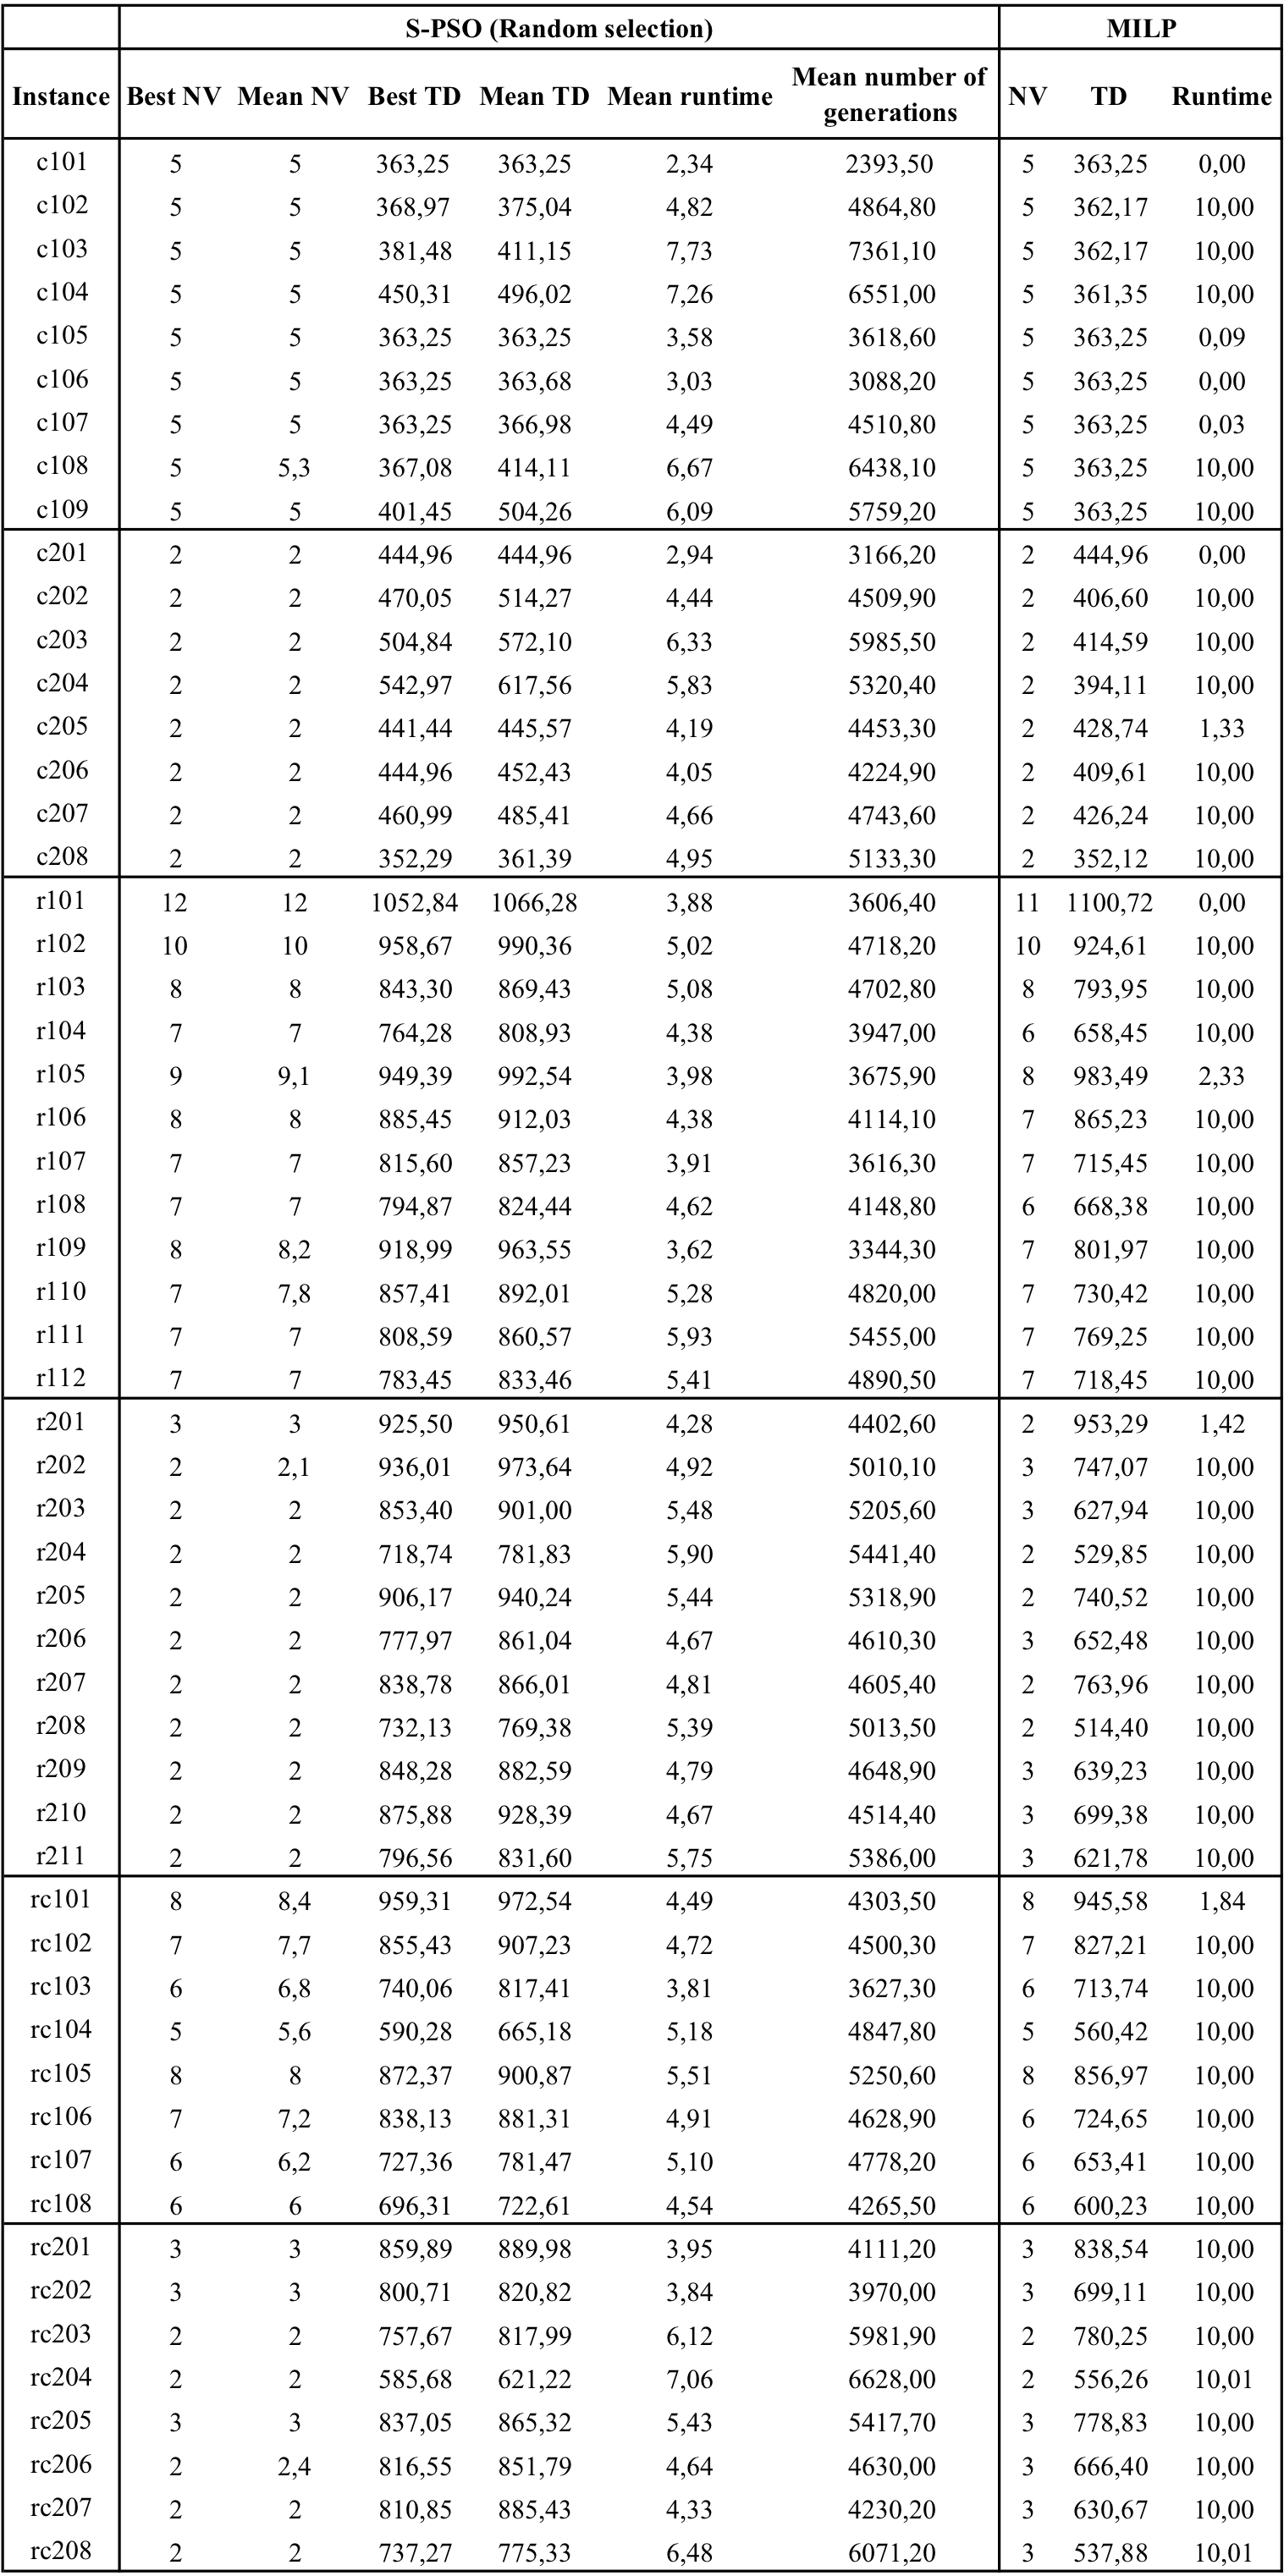 S-PSO (Random selection) MILP
Instance Best NV Mean NV Best TD Mean TD Mean runtime Mean number of generations NV TD Runtime
c101 5 5 363,25 363,25 2,34 2393,50 5 363,25 0,00
c102 5 5 368,97 375,04 4,82 4864,80 5 362,17 10,00
c103 5 5 381,48 411,15 7,73 7361,10 5 362,17 10,00
c104 5 5 450,31 496,02 7,26 6551,00 5 361,35 10,00
c105 5 5 363,25 363,25 3,58 3618,60 5 363,25 0,09
c106 5 5 363,25 363,68 3,03 3088,20 5 363,25 0,00
c107 5 5 363,25 366,98 4,49 4510,80 5 363,25 0,03
c108 5 5,3 367,08 414,11 6,67 6438,10 5 363,25 10,00
c109 5 5 401,45 504,26 6,09 5759,20 5 363,25 10,00
c201 2 2 444,96 444,96 2,94 3166,20 2 444,96 0,00
c202 2 2 470,05 514,27 4,44 4509,90 2 406,60 10,00
c203 2 2 504,84 572,10 6,33 5985,50 2 414,59 10,00
c204 2 2 542,97 617,56 5,83 5320,40 2 394,11 10,00
c205 2 2 441,44 445,57 4,19 4453,30 2 428,74 1,33
c206 2 2 444,96 452,43 4,05 4224,90 2 409,61 10,00
c207 2 2 460,99 485,41 4,66 4743,60 2 426,24 10,00
c208 2 2 352,29 361,39 4,95 5133,30 2 352,12 10,00
r101 12 12 1052,84 1066,28 3,88 3606,40 11 1100,72 0,00
r102 10 10 958,67 990,36 5,02 4718,20 10 924,61 10,00
r103 8 8 843,30 869,43 5,08 4702,80 8 793,95 10,00
r104 7 7 764,28 808,93 4,38 3947,00 6 658,45 10,00
r105 9 9,1 949,39 992,54 3,98 3675,90 8 983,49 2,33
r106 8 8 885,45 912,03 4,38 4114,10 7 865,23 10,00
r107 7 7 815,60 857,23 3,91 3616,30 7 715,45 10,00
r108 7 7 794,87 824,44 4,62 4148,80 6 668,38 10,00
r109 8 8,2 918,99 963,55 3,62 3344,30 7 801,97 10,00
r110 7 7,8 857,41 892,01 5,28 4820,00 7 730,42 10,00
r111 7 7 808,59 860,57 5,93 5455,00 7 769,25 10,00
r112 7 7 783,45 833,46 5,41 4890,50 7 718,45 10,00
r201 3 3 925,50 950,61 4,28 4402,60 2 953,29 1,42
r202 2 2,1 936,01 973,64 4,92 5010,10 3 747,07 10,00
r203 2 2 853,40 901,00 5,48 5205,60 3 627,94 10,00
r204 2 2 718,74 781,83 5,90 5441,40 2 529,85 10,00
r205 2 2 906,17 940,24 5,44 5318,90 2 740,52 10,00
r206 2 2 777,97 861,04 4,67 4610,30 3 652,48 10,00
r207 2 2 838,78 866,01 4,81 4605,40 2 763,96 10,00
r208 2 2 732,13 769,38 5,39 5013,50 2 514,40 10,00
r209 2 2 848,28 882,59 4,79 4648,90 3 639,23 10,00
r210 2 2 875,88 928,39 4,67 4514,40 3 699,38 10,00
r211 2 2 796,56 831,60 5,75 5386,00 3 621,78 10,00
rc101 8 8,4 959,31 972,54 4,49 4303,50 8 945,58 1,84
rc102 7 7,7 855,43 907,23 4,72 4500,30 7 827,21 10,00
rc103 6 6,8 740,06 817,41 3,81 3627,30 6 713,74 10,00
rc104 5 5,6 590,28 665,18 5,18 4847,80 5 560,42 10,00
rc105 8 8 872,37 900,87 5,51 5250,60 8 856,97 10,00
rc106 7 7,2 838,13 881,31 4,91 4628,90 6 724,65 10,00
rc107 6 6,2 727,36 781,47 5,10 4778,20 6 653,41 10,00
rc108 6 6 696,31 722,61 4,54 4265,50 6 600,23 10,00
rc201 3 3 859,89 889,98 3,95 4111,20 3 838,54 10,00
rc202 3 3 800,71 820,82 3,84 3970,00 3 699,11 10,00
rc203 2 2 757,67 817,99 6,12 5981,90 2 780,25 10,00
rc204 2 2 585,68 621,22 7,06 6628,00 2 556,26 10,01
rc205 3 3 837,05 865,32 5,43 5417,70 3 778,83 10,00
rc206 2 2,4 816,55 851,79 4,64 4630,00 3 666,40 10,00
rc207 2 2 810,85 885,43 4,33 4230,20 3 630,67 10,00
rc208 2 2 737,27 775,33 6,48 6071,20 3 537,88 10,01